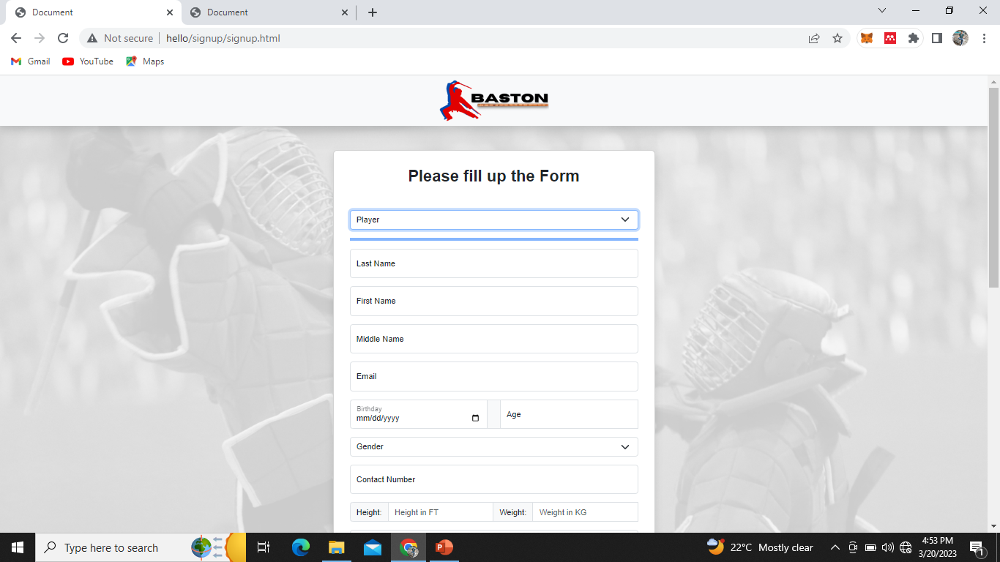 Document
Document
Not secure
hello/signup/signup.html
Gmail
YouTube
Maps
BASTON
Please fill up the Form
Player
Last Name
First Name
Middle Name
Email
Birthday
mm/dd/yyyy
Age
Gender
Contact Number
Height: Height in FT Weight: Weight in KG
Type here to search
22°C Mostly clear
4:53 PM
3/20/2023
1